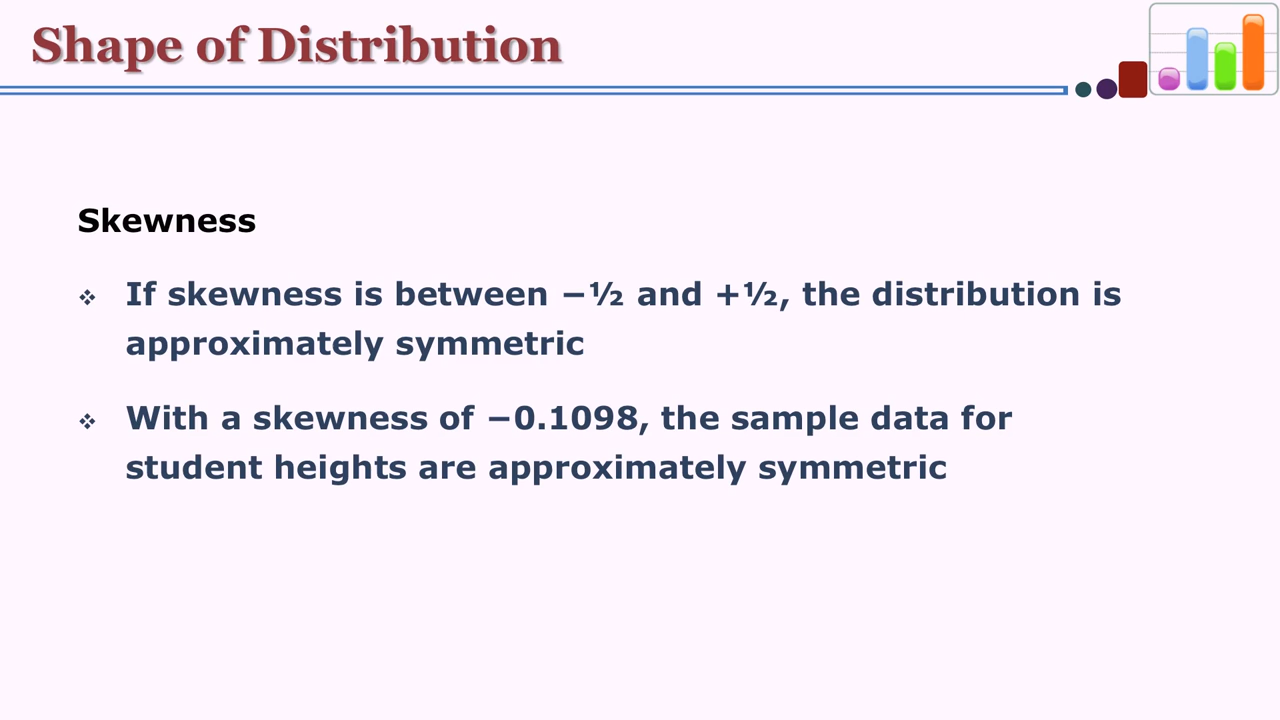 Shape of Distribution
Skewness
❖ If skewness is between −½ and +½, the distribution is
approximately symmetric
❖ With a skewness of −0.1098, the sample data for
student heights are approximately symmetric